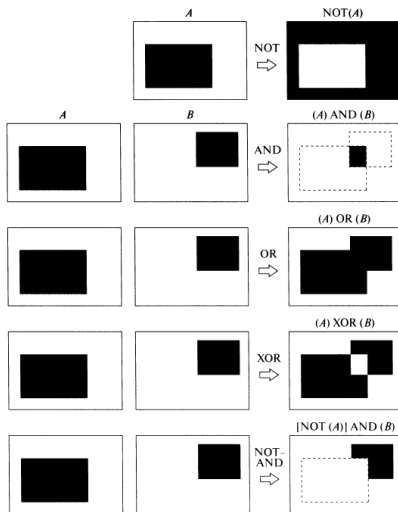 A
NOT(A)
NOT
A
B
(A) AND (B)
AND
(A) OR (B)
OR
(A) XOR (B)
XOR
[NOT (A)] AND (B)
NOT-
AND